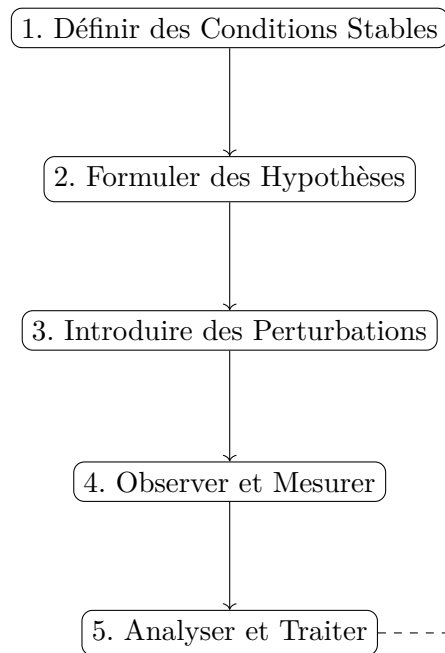 1. Définir des Conditions Stables
2. Formuler des Hypothèses
3. Introduire des Perturbations
4. Observer et Mesurer
5. Analyser et Traiter